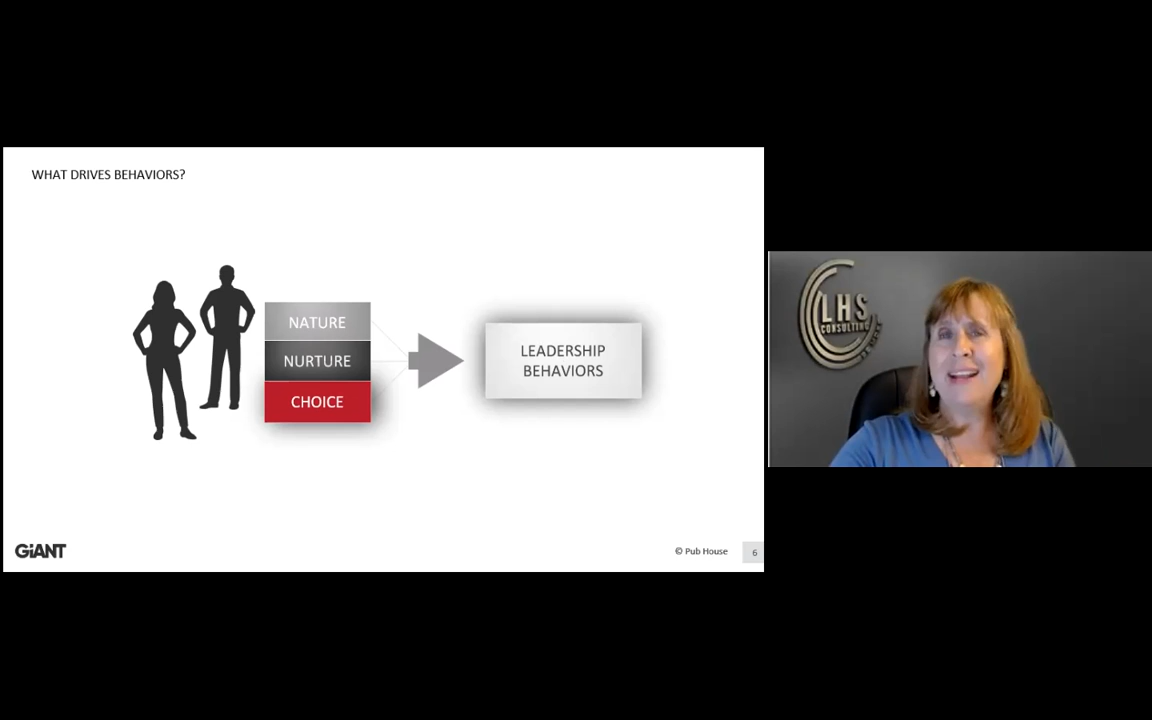 WHAT DRIVES BEHAVIORS?
NATURE
NURTURE
CHOICE
LEADERSHIP
BEHAVIORS
GiANT
© Pub House
6
LHS
CONSULTING